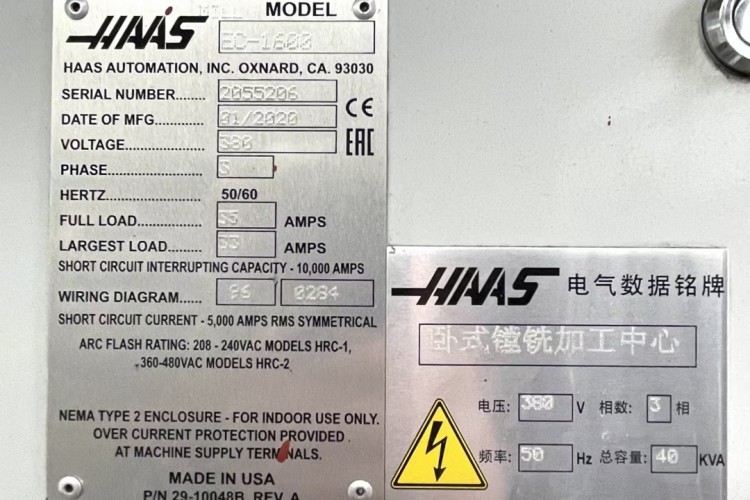 MILL MODEL
HAAS EC-1600
HAAS AUTOMATION, INC. OXNARD, CA. 93030
SERIAL NUMBER........ 2055206
DATE OF MFG........... 01/2020
VOLTAGE................. 380
PHASE.................... 3
HERTZ..................... 50/60
FULL LOAD............... AMPS
LARGEST LOAD......... AMPS
SHORT CIRCUIT INTERRUPTING CAPACITY - 10,000 AMPS
WIRING DIAGRAM...... 96 0284
SHORT CIRCUIT CURRENT - 5,000 AMPS RMS SYMMETRICAL
ARC FLASH RATING: 208 - 240VAC MODELS HRC-1,
360-480VAC MODELS HRC-2
NEMA TYPE 2 ENCLOSURE - FOR INDOOR USE ONLY.
OVER CURRENT PROTECTION PROVIDED
AT MACHINE SUPPLY TERMINALS.
MADE IN USA
P/N 29-10048B REV A
CE
EAC
HAAS 电气数据铭牌
卧式镗铣加工中心
电压: 380 V 相数: 3 相
频率: 50 Hz 总容量: 40 KVA